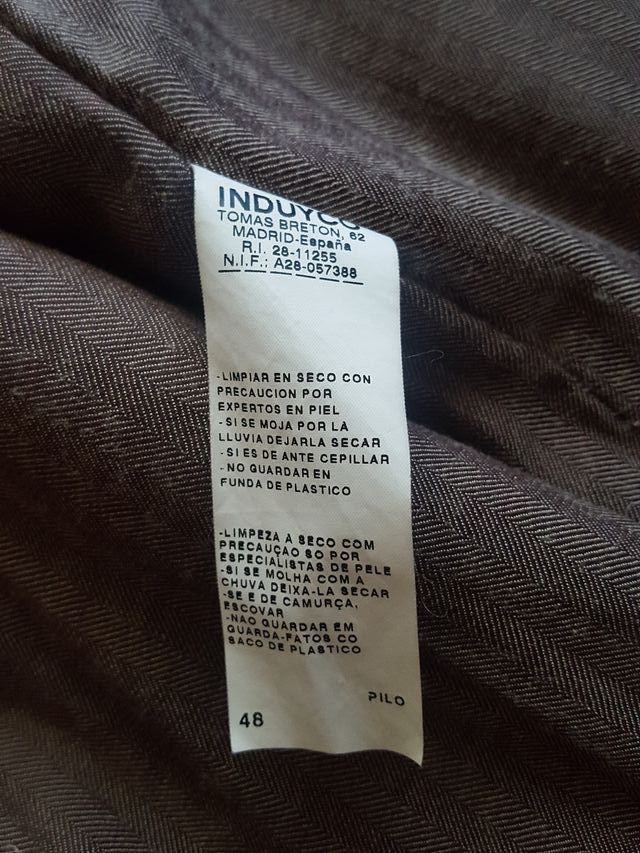 INDUYCO
TOMAS BRETON, 62
MADRID-España
R.I. 28-11255
N.I.F.: A28-057388
-LIMPIAR EN SECO CON
PRECAUCION POR
EXPERTOS EN PIEL
-SI SE MOJA POR LA
LLUVIA DEJARLA SECAR
-SI ES DE ANTE CEPILLAR
-NO GUARDAR EN
FUNDA DE PLASTICO
-LIMPEZA A SECO COM
PRECAUÇAO SO POR
ESPECIALISTAS DE PELE
-SI SE MOLHA COM A
CHUVA DEIXA-LA SECAR
-SE E DE CAMURÇA,
ESCOVAR
-NAO GUARDAR EM
GUARDA-FATOS CO
SACO DE PLASTICO
PILO
48